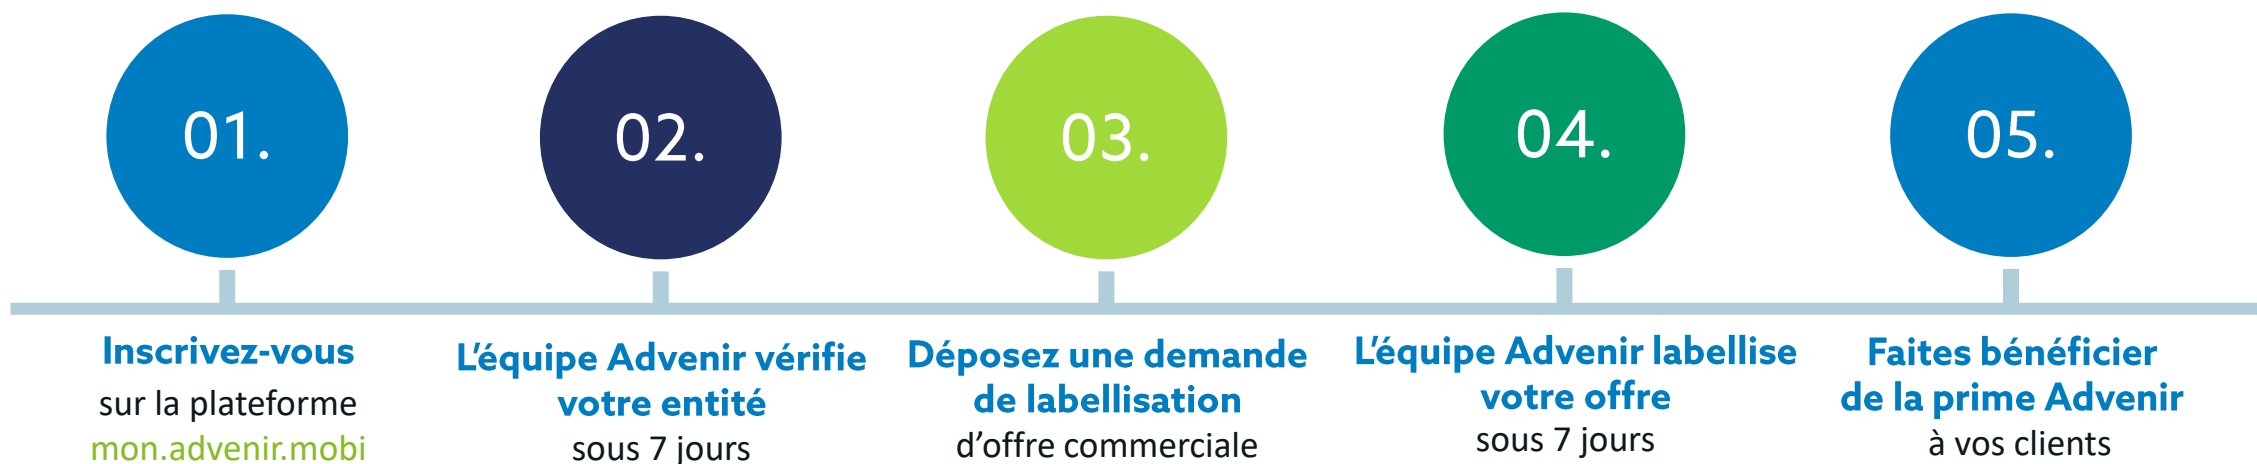 01.
Inscrivez-vous
sur la plateforme
mon.advenir.mobi
02.
L'équipe Advenir vérifie
votre entité
sous 7 jours
03.
Déposez une demande
de labellisation
d'offre commerciale
04.
L'équipe Advenir labellise
votre offre
sous 7 jours
05.
Faites bénéficier
de la prime Advenir
à vos clients